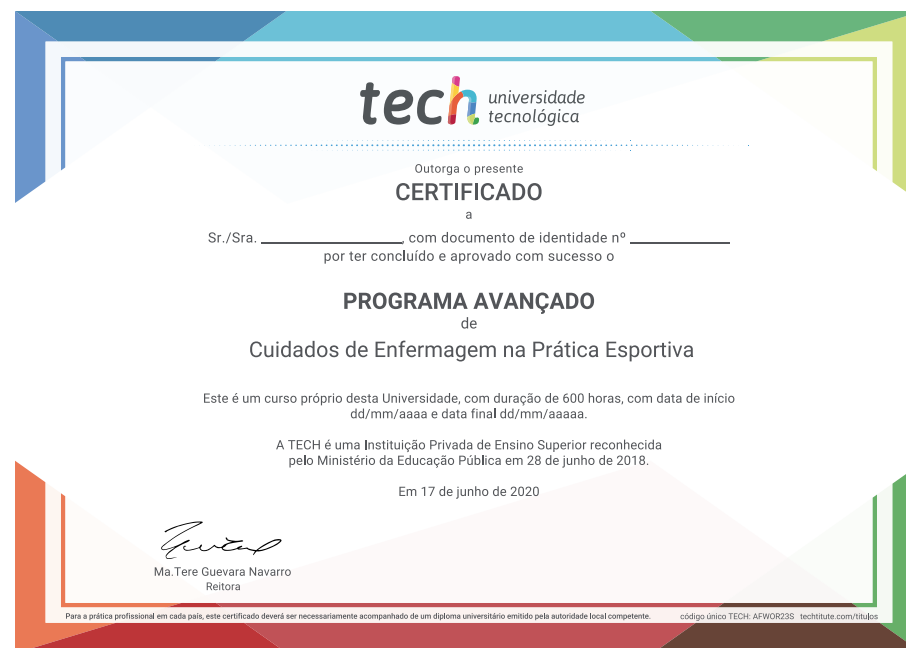 tech universidade
tecnológica
Outorga o presente
CERTIFICADO
a
Sr./Sra. ____________________, com documento de identidade nº ______________
por ter concluído e aprovado com sucesso o
PROGRAMA AVANÇADO
de
Cuidados de Enfermagem na Prática Esportiva
Este é um curso próprio desta Universidade, com duração de 600 horas, com data de início
dd/mm/aaaa e data final dd/mm/aaaaa.
A TECH é uma Instituição Privada de Ensino Superior reconhecida
pelo Ministério da Educação Pública em 28 de junho de 2018.
Em 17 de junho de 2020
Ma.Tere Guevara Navarro
Reitora
Para a prática profissional em cada país, este certificado deverá ser necessariamente acompanhado de um diploma universitário emitido pela autoridade local competente. código único TECH: AFWOR23S techtitute.com/titulos